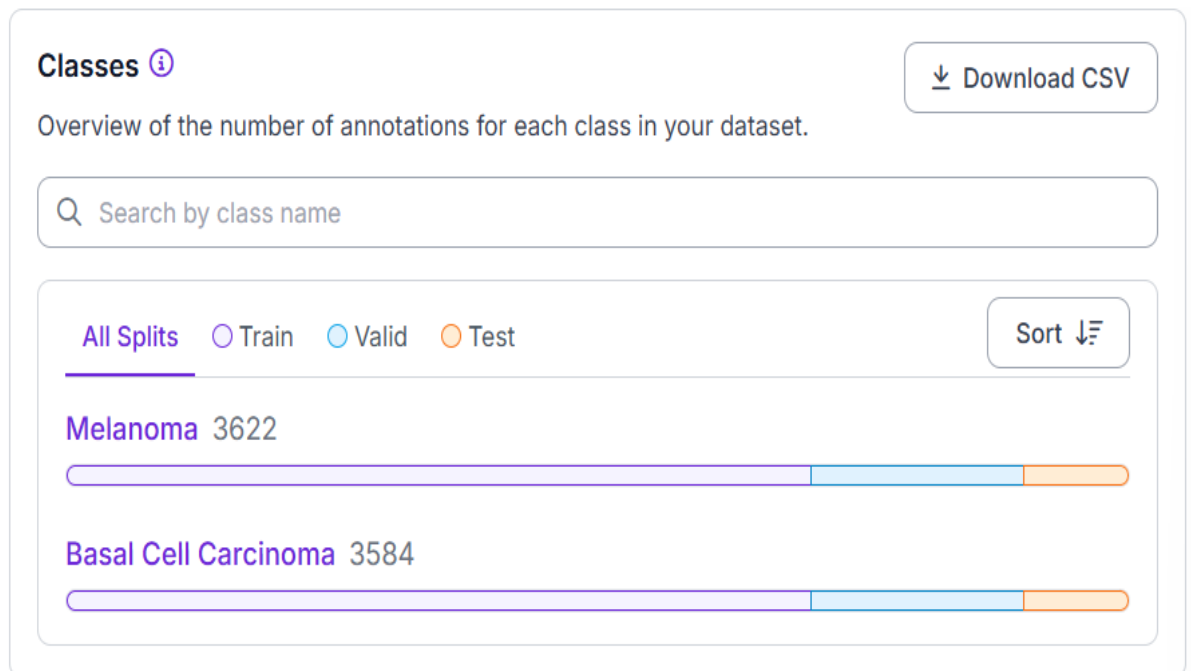 Classes
Download CSV
Overview of the number of annotations for each class in your dataset.
Search by class name
All Splits Train Valid Test
Sort
Melanoma 3622
Basal Cell Carcinoma 3584